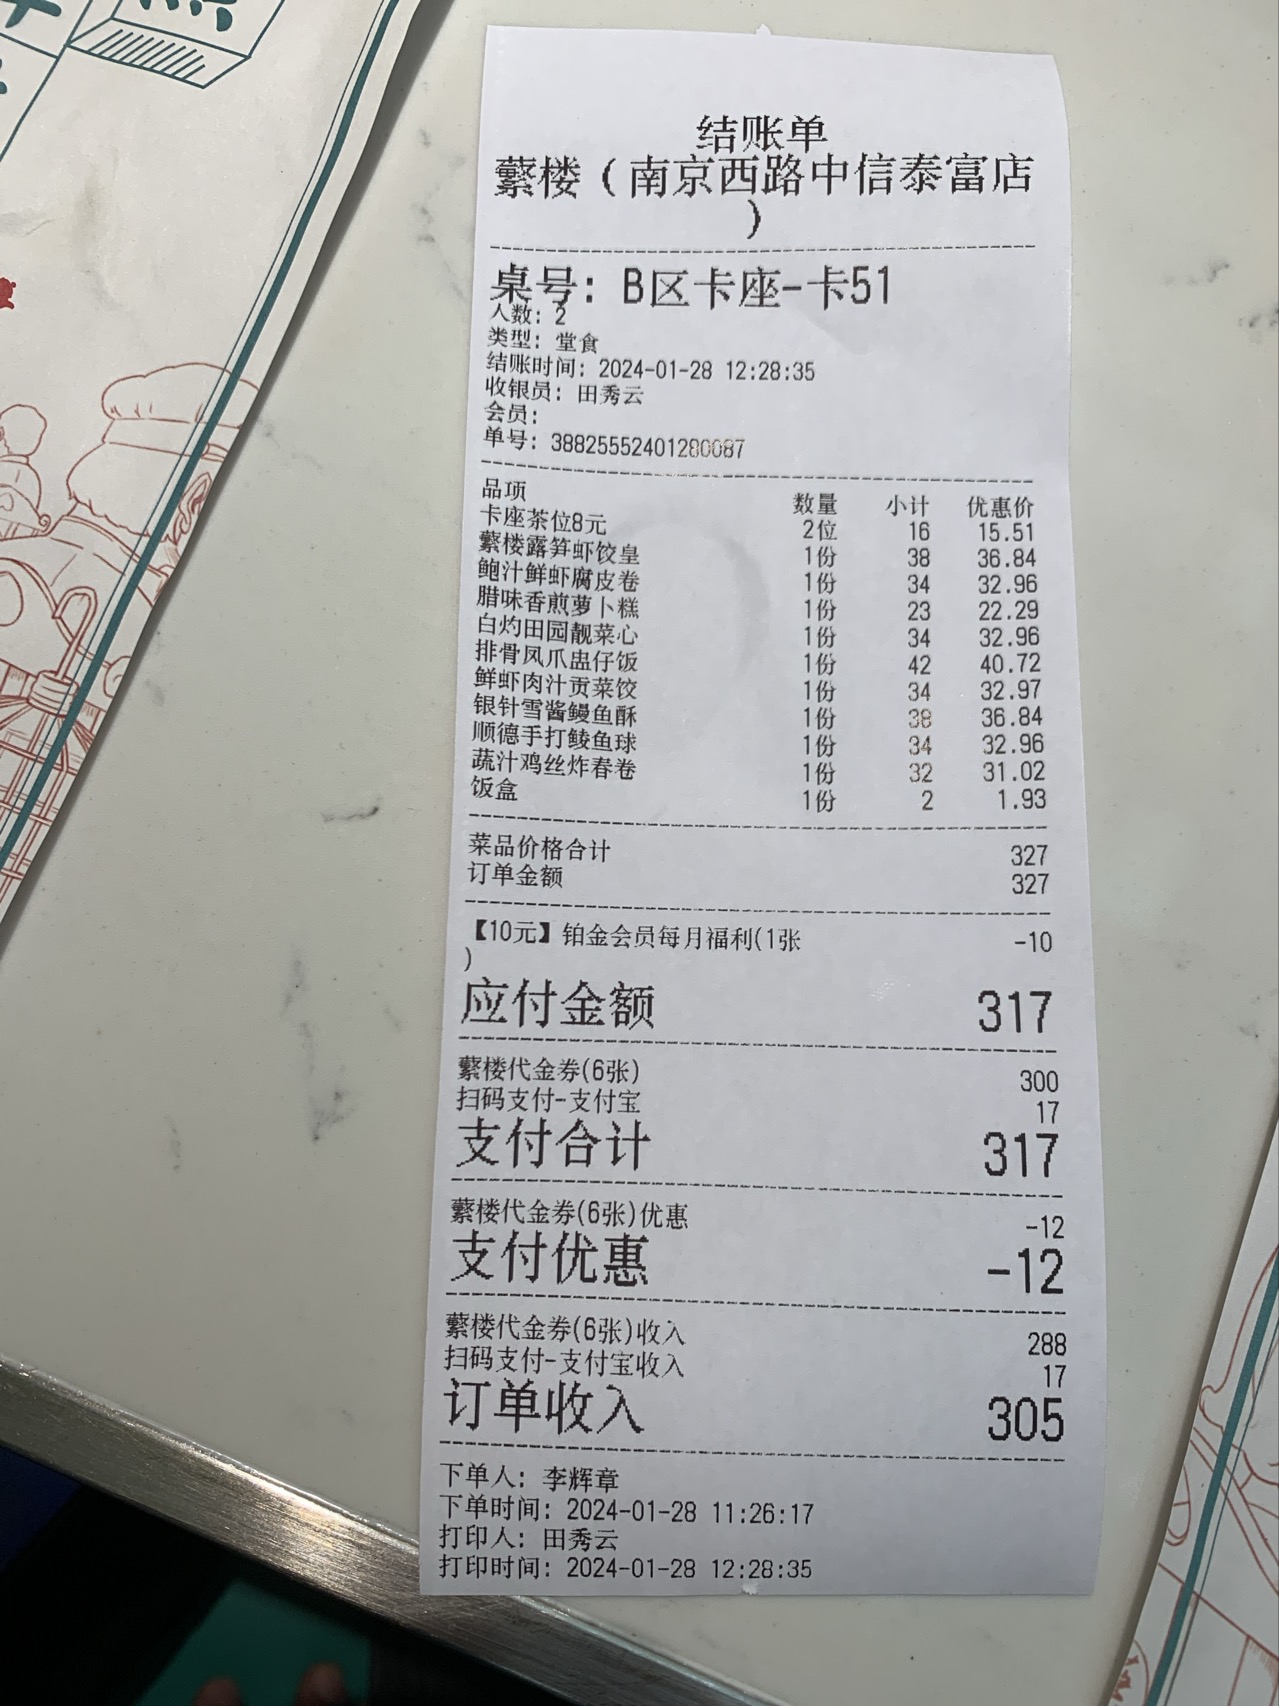 结账单
蘩楼（南京西路中信泰富店
）
桌号：B区卡座-卡51
人数：2
类型：堂食
结账时间：2024-01-28 12:28:35
收银员：田秀云
会员：
单号：38825552401280087
品项 数量 小计 优惠价
卡座茶位8元 2位 16 15.51
蘩楼露笋虾饺皇 1份 38 36.84
鲍汁鲜虾腐皮卷 1份 34 32.96
腊味香煎萝卜糕 1份 23 22.29
白灼田园靓菜心 1份 34 32.96
排骨凤爪盅仔饭 1份 42 40.72
鲜虾肉汁贡菜饺 1份 34 32.97
银针雪酱鳗鱼酥 1份 38 36.84
顺德手打鲮鱼球 1份 34 32.96
蔬汁鸡丝炸春卷 1份 32 31.02
饭盒 1份 2 1.93
菜品价格合计 327
订单金额 327
【10元】铂金会员每月福利(1张 -10
)
应付金额 317
蘩楼代金券(6张) 300
扫码支付-支付宝 17
支付合计 317
蘩楼代金券(6张)优惠 -12
支付优惠 -12
蘩楼代金券(6张)收入 288
扫码支付-支付宝收入 17
订单收入 305
下单人：李辉章
下单时间：2024-01-28 11:26:17
打印人：田秀云
打印时间：2024-01-28 12:28:35